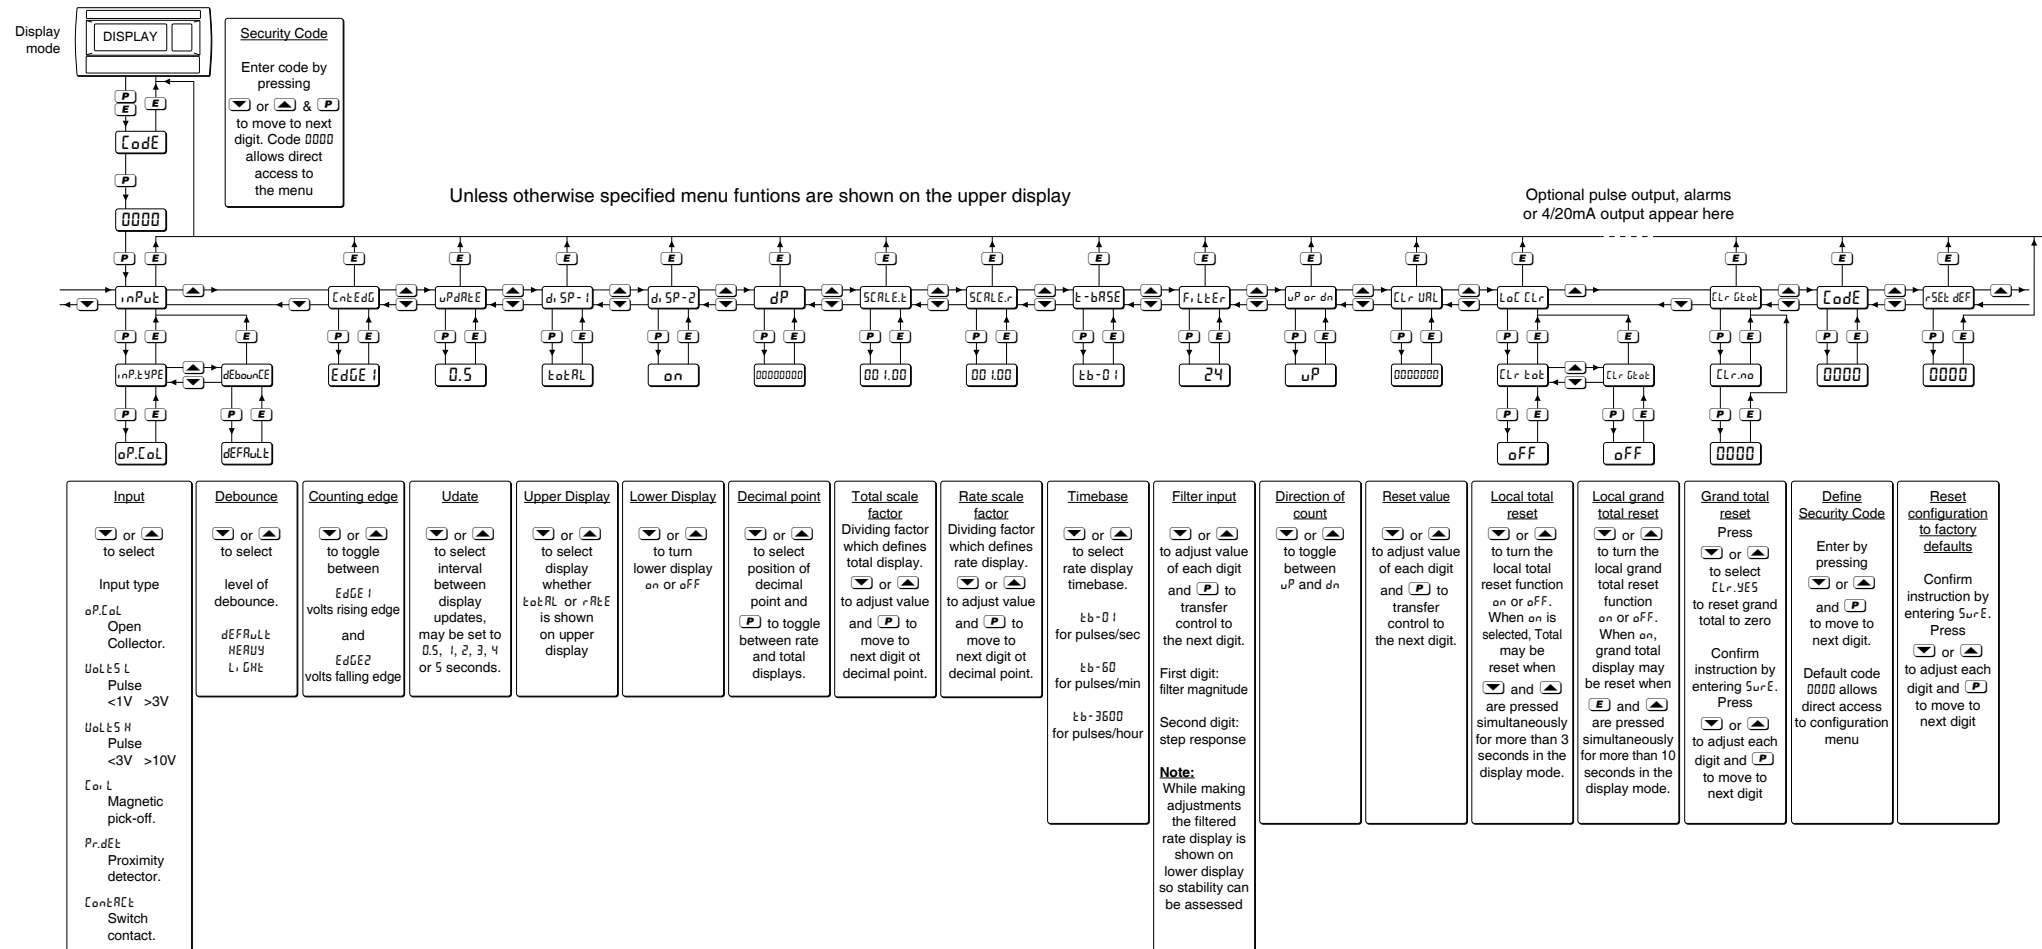 Display
mode
DISPLAY
P
E
E
CodE
P
0000
Security Code
Enter code by
pressing
▼ or ▲ & P
to move to next
digit. Code 0000
allows direct
access to
the menu
Unless otherwise specified menu funtions are shown on the upper display
Optional pulse output, alarms
or 4/20mA output appear here
P E E E E E E E E E E E E E E E E
inPut CntEdG uPdAtE diSP-1 diSP-2 dP SCALE.t SCALE.r t-bASE FiLtEr uP or dn CLr VAL LoC CLr CLr Gtot CodE rSEt dEF
P E E P E P E P E P E P E P E P E P E P E P E P E P E E P E P E P E
inP.tYPE dEbounCE EdGE 1 0.5 totAL on 00000000 001.00 001.00 tb-01 24 uP 0000000 CLr tot CLr Gtot CLr.no 0000 0000
P E P E P E P E P E
oP.CoL dEFAuLt oFF oFF 0000
Input
▼ or ▲
to select
Input type
oP.CoL
Open
Collector.
VoLtS L
Pulse
<1V >3V
VoLtS H
Pulse
<3V >10V
Coi L
Magnetic
pick-off.
Pr.dEt
Proximity
detector.
ContACt
Switch
contact.
Debounce
▼ or ▲
to select
level of
debounce.
dEFAuLt
HEAVY
Li GHt
Counting edge
▼ or ▲
to toggle
between
EdGE 1
volts rising edge
and
EdGE2
volts falling edge
Udate
▼ or ▲
to select
interval
between
display
updates,
may be set to
0.5, 1, 2, 3, 4
or 5 seconds.
Upper Display
▼ or ▲
to select
display
whether
totAL or rAtE
is shown
on upper
display
Lower Display
▼ or ▲
to turn
lower display
on or oFF
Decimal point
▼ or ▲
to select
position of
decimal
point and
P to toggle
between rate
and total
displays.
Total scale
factor
Dividing factor
which defines
total display.
▼ or ▲
to adjust value
and P to
move to
next digit ot
decimal point.
Rate scale
factor
Dividing factor
which defines
rate display.
▼ or ▲
to adjust value
and P to
move to
next digit ot
decimal point.
Timebase
▼ or ▲
to select
rate display
timebase.
tb-01
for pulses/sec
tb-60
for pulses/min
tb-3600
for pulses/hour
Filter input
▼ or ▲
to adjust value
of each digit
and P to
transfer
control to
the next digit.
First digit:
filter magnitude
Second digit:
step response
Note:
While making
adjustments
the filtered
rate display is
shown on
lower display
so stability can
be assessed
Direction of
count
▼ or ▲
to toggle
between
uP and dn
Reset value
▼ or ▲
to adjust value
of each digit
and P to
transfer
control to
the next digit.
Local total
reset
▼ or ▲
to turn the
local total
reset function
on or oFF.
When on is
selected, Total
may be
reset when
▼ and ▲
are pressed
simultaneously
for more than 3
seconds in the
display mode.
Local grand
total reset
▼ or ▲
to turn the
local grand
total reset
function
on or oFF.
When on,
grand total
display may
be reset when
E and ▲
are pressed
simultaneously
for more than 10
seconds in the
display mode.
Grand total
reset
Press
▼ or ▲
to select
CLr.YES
to reset grand
total to zero
Confirm
instruction by
entering SurE.
Press
▼ or ▲
to adjust each
digit and P
to move to
next digit
Define
Security Code
Enter by
pressing
▼ or ▲
and P
to move to
next digit.
Default code
0000 allows
direct access
to configuration
menu
Reset
configuration
to factory
defaults
Confirm
instruction by
entering SurE.
Press
▼ or ▲
to adjust each
digit and P
to move to
next digit